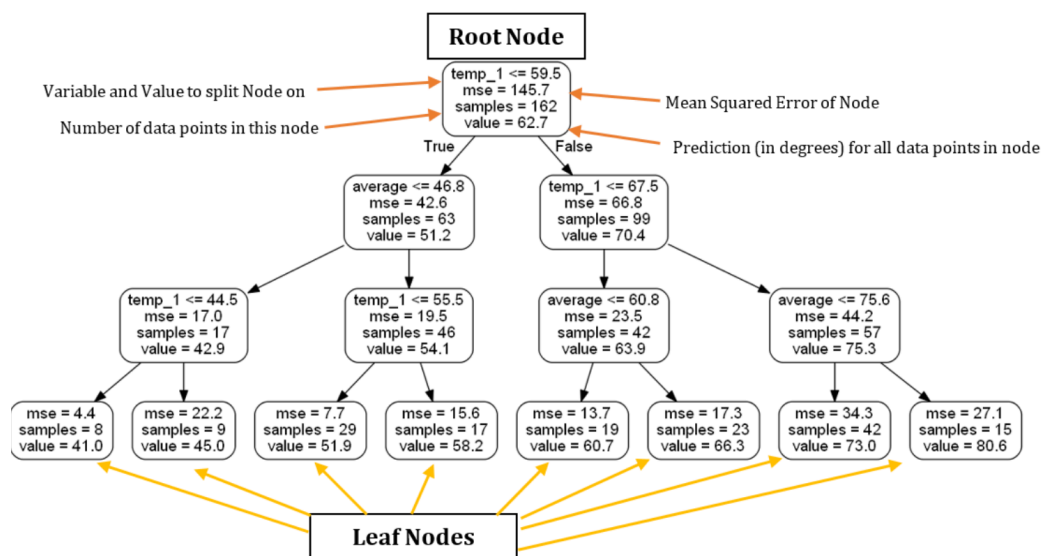 Root Node
temp_1 <= 59.5
mse = 145.7
samples = 162
value = 62.7
Variable and Value to split Node on
Number of data points in this node
Mean Squared Error of Node
Prediction (in degrees) for all data points in node
True
False
average <= 46.8
mse = 42.6
samples = 63
value = 51.2
temp_1 <= 67.5
mse = 66.8
samples = 99
value = 70.4
temp_1 <= 44.5
mse = 17.0
samples = 17
value = 42.9
temp_1 <= 55.5
mse = 19.5
samples = 46
value = 54.1
average <= 60.8
mse = 23.5
samples = 42
value = 63.9
average <= 75.6
mse = 44.2
samples = 57
value = 75.3
mse = 4.4
samples = 8
value = 41.0
mse = 22.2
samples = 9
value = 45.0
mse = 7.7
samples = 29
value = 51.9
mse = 15.6
samples = 17
value = 58.2
mse = 13.7
samples = 19
value = 60.7
mse = 17.3
samples = 23
value = 66.3
mse = 34.3
samples = 42
value = 73.0
mse = 27.1
samples = 15
value = 80.6
Leaf Nodes